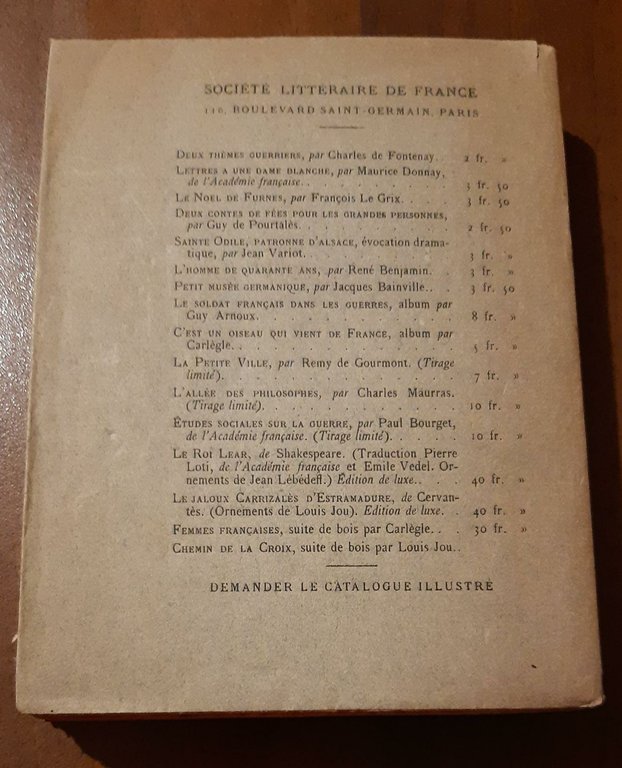 SOCIÉTÉ LITTÉRAIRE DE FRANCE
110, BOULEVARD SAINT-GERMAIN, PARIS
DEUX THÈMES GUERRIERS, par Charles de Fontenay. 2 fr. »
LETTRES A UNE DAME BLANCHE, par Maurice Donnay,
de l'Académie française. . . . . . . . . . . 3 fr. 50
LE NOEL DE FURNES, par François Le Grix. . . . 3 fr. 50
DEUX CONTES DE FÉES POUR LES GRANDES PERSONNES,
par Guy de Pourtalès. . . . . . . . . . . 2 fr. 50
SAINTE ODILE, PATRONNE D'ALSACE, évocation drama-
tique, par Jean Variot. . . . . . . . . . . 3 fr. »
L'HOMME DE QUARANTE ANS, par René Benjamin. . 3 fr. »
PETIT MUSÉE GERMANIQUE, par Jacques Bainville. . . 3 fr. 50
LE SOLDAT FRANÇAIS DANS LES GUERRES, album par
Guy Arnoux. . . . . . . . . . . . . . 8 fr. »
C'EST UN OISEAU QUI VIENT DE FRANCE, album par
Carlègle. . . . . . . . . . . . . . . 5 fr. »
LA PETITE VILLE, par Remy de Gourmont. (Tirage
limité). . . . . . . . . . . . . . . 7 fr. »
L'ALLÉE DES PHILOSOPHES, par Charles Maurras.
(Tirage limité). . . . . . . . . . . . . 10 fr. »
ÉTUDES SOCIALES SUR LA GUERRE, par Paul Bourget,
de l'Académie française. (Tirage limité). . . . . 10 fr. »
LE ROI LEAR, de Shakespeare. (Traduction Pierre
Loti, de l'Académie française et Emile Vedel. Or-
nements de Jean Lébédeff.) Édition de luxe. . . 40 fr. »
LE JALOUX CARRIZALÈS D'ESTRAMADURE, de Cervan-
tès. (Ornements de Louis Jou). Edition de luxe. . 40 fr. »
FEMMES FRANÇAISES, suite de bois par Carlègle. . . 30 fr. »
CHEMIN DE LA CROIX, suite de bois par Louis Jou. .
DEMANDER LE CATALOGUE ILLUSTRÉ